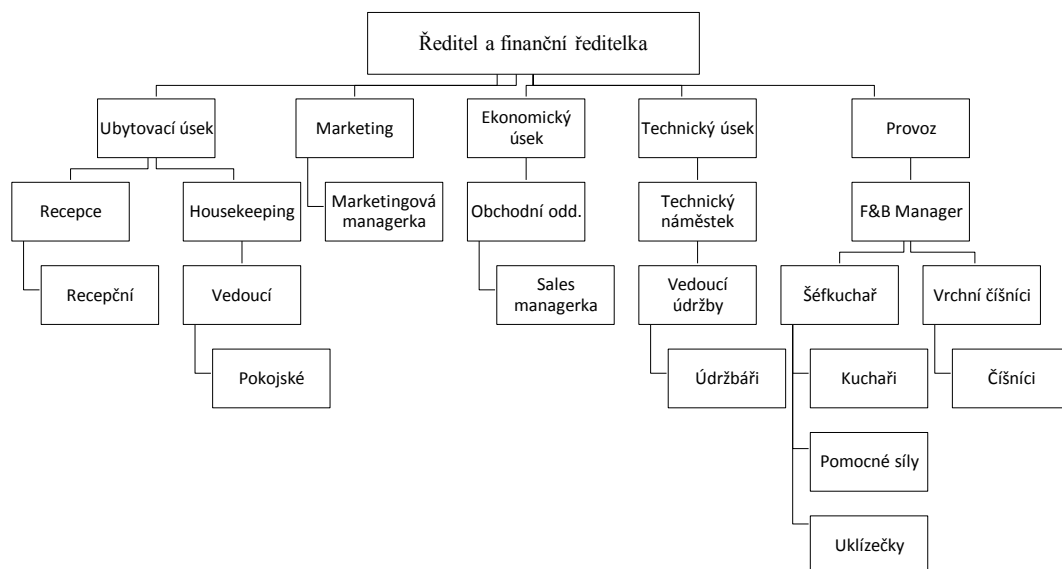 Ředitel a finanční ředitelka
Ubytovací úsek
Marketing
Ekonomický
úsek
Technický úsek
Provoz
Recepce
Housekeeping
Marketingová
managerka
Obchodní odd.
Technický
náměstek
F&B Manager
Recepční
Vedoucí
Sales
managerka
Vedoucí
údržby
Šéfkuchař
Vrchní číšníci
Pokojské
Údržbáři
Kuchaři
Číšníci
Pomocné síly
Uklízečky